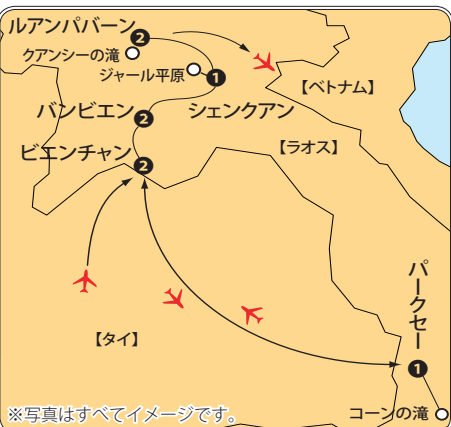 ルアンパバーン
2
クアンシーの滝
ジャール平原
1
【ベトナム】
バンビエン
2
シェンクアン
【ラオス】
ビエンチャン
2
パークセー
【タイ】
1
※写真はすべてイメージです。
コーンの滝